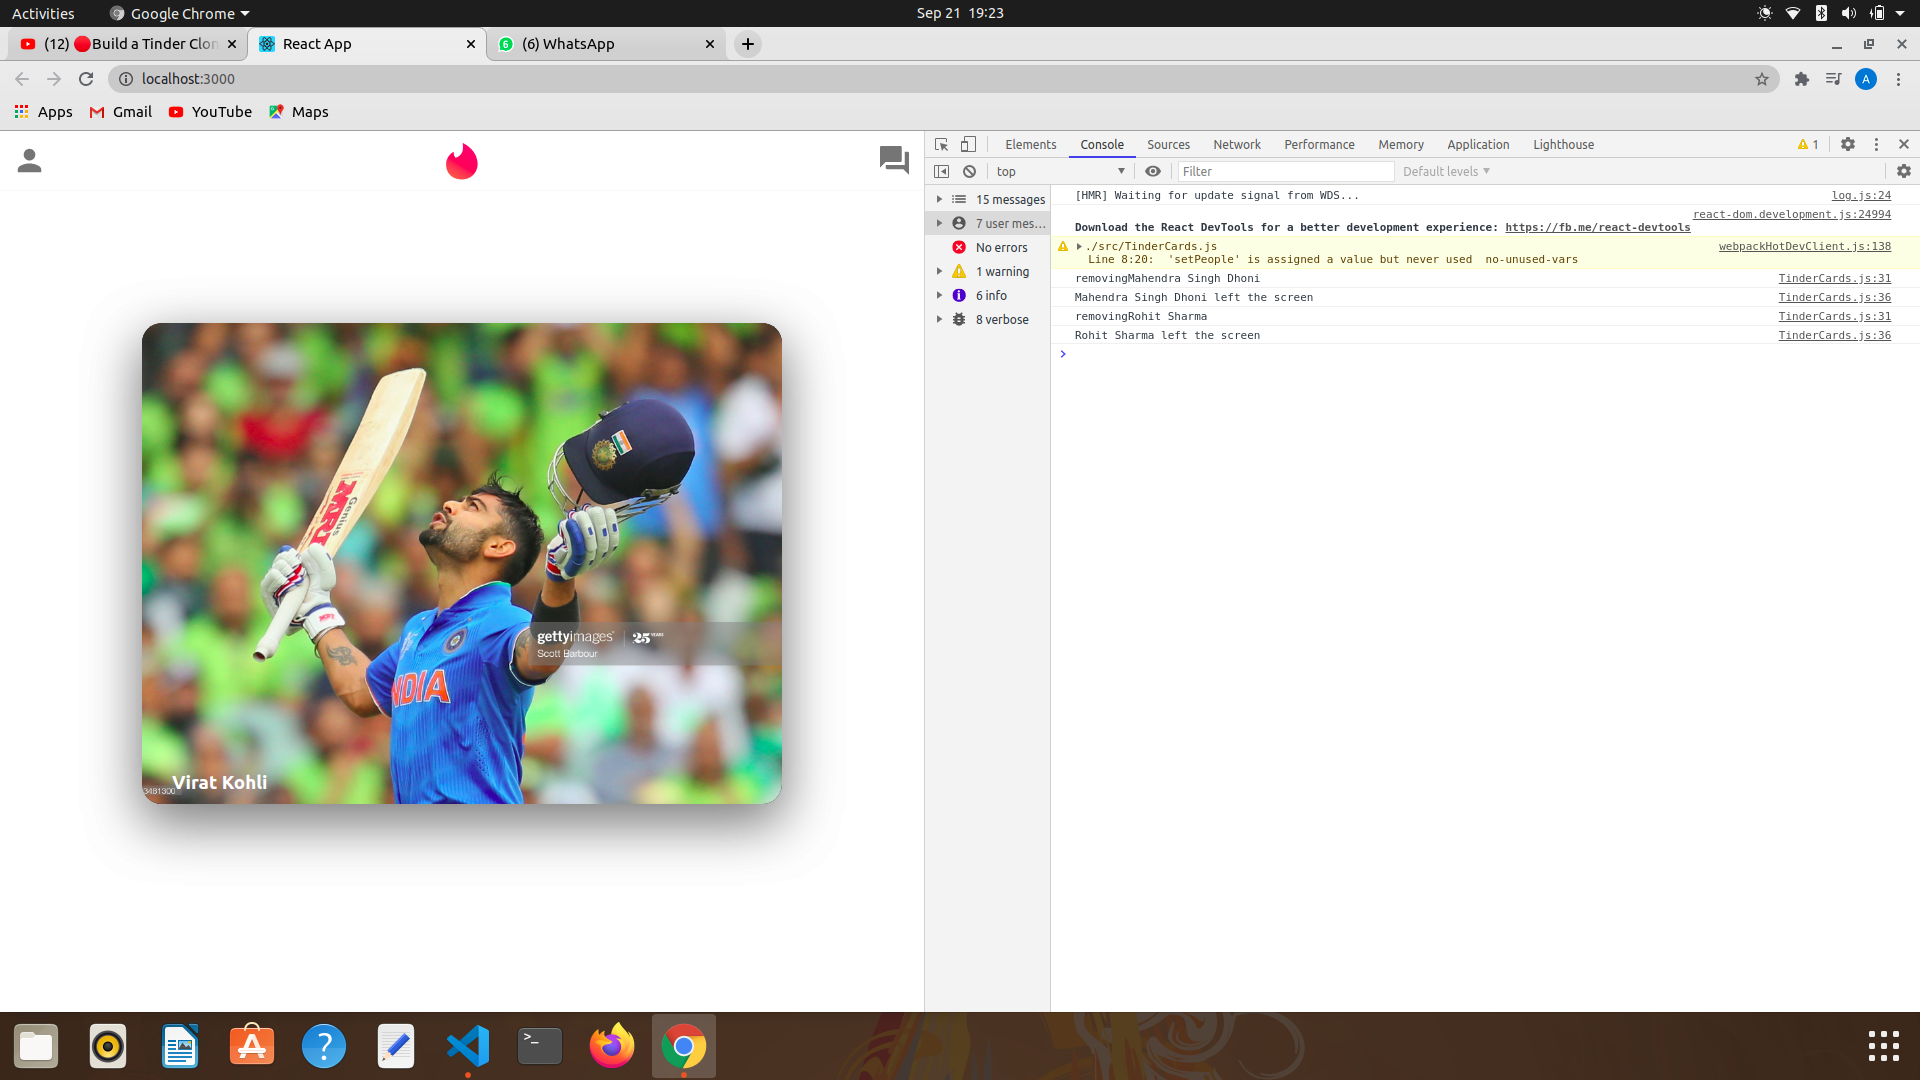 Activities
Google Chrome
Sep 21 19:23
(12) 🔴Build a Tinder Clon
React App
(6) WhatsApp
localhost:3000
A
Apps
Gmail
YouTube
Maps
Elements
Console
Sources
Network
Performance
Memory
Application
Lighthouse
1
top
Filter
Default levels
15 messages
7 user mes...
No errors
1 warning
6 info
8 verbose
[HMR] Waiting for update signal from WDS...
log.js:24
react-dom.development.js:24994
Download the React DevTools for a better development experience: https://fb.me/react-devtools
./src/TinderCards.js
webpackHotDevClient.js:138
Line 8:20:  'setPeople' is assigned a value but never used  no-unused-vars
removingMahendra Singh Dhoni
TinderCards.js:31
Mahendra Singh Dhoni left the screen
TinderCards.js:36
removingRohit Sharma
TinderCards.js:31
Rohit Sharma left the screen
TinderCards.js:36
MRF
Genius
gettyimages
25 YEARS
Scott Barbour
INDIA
Virat Kohli
3481300